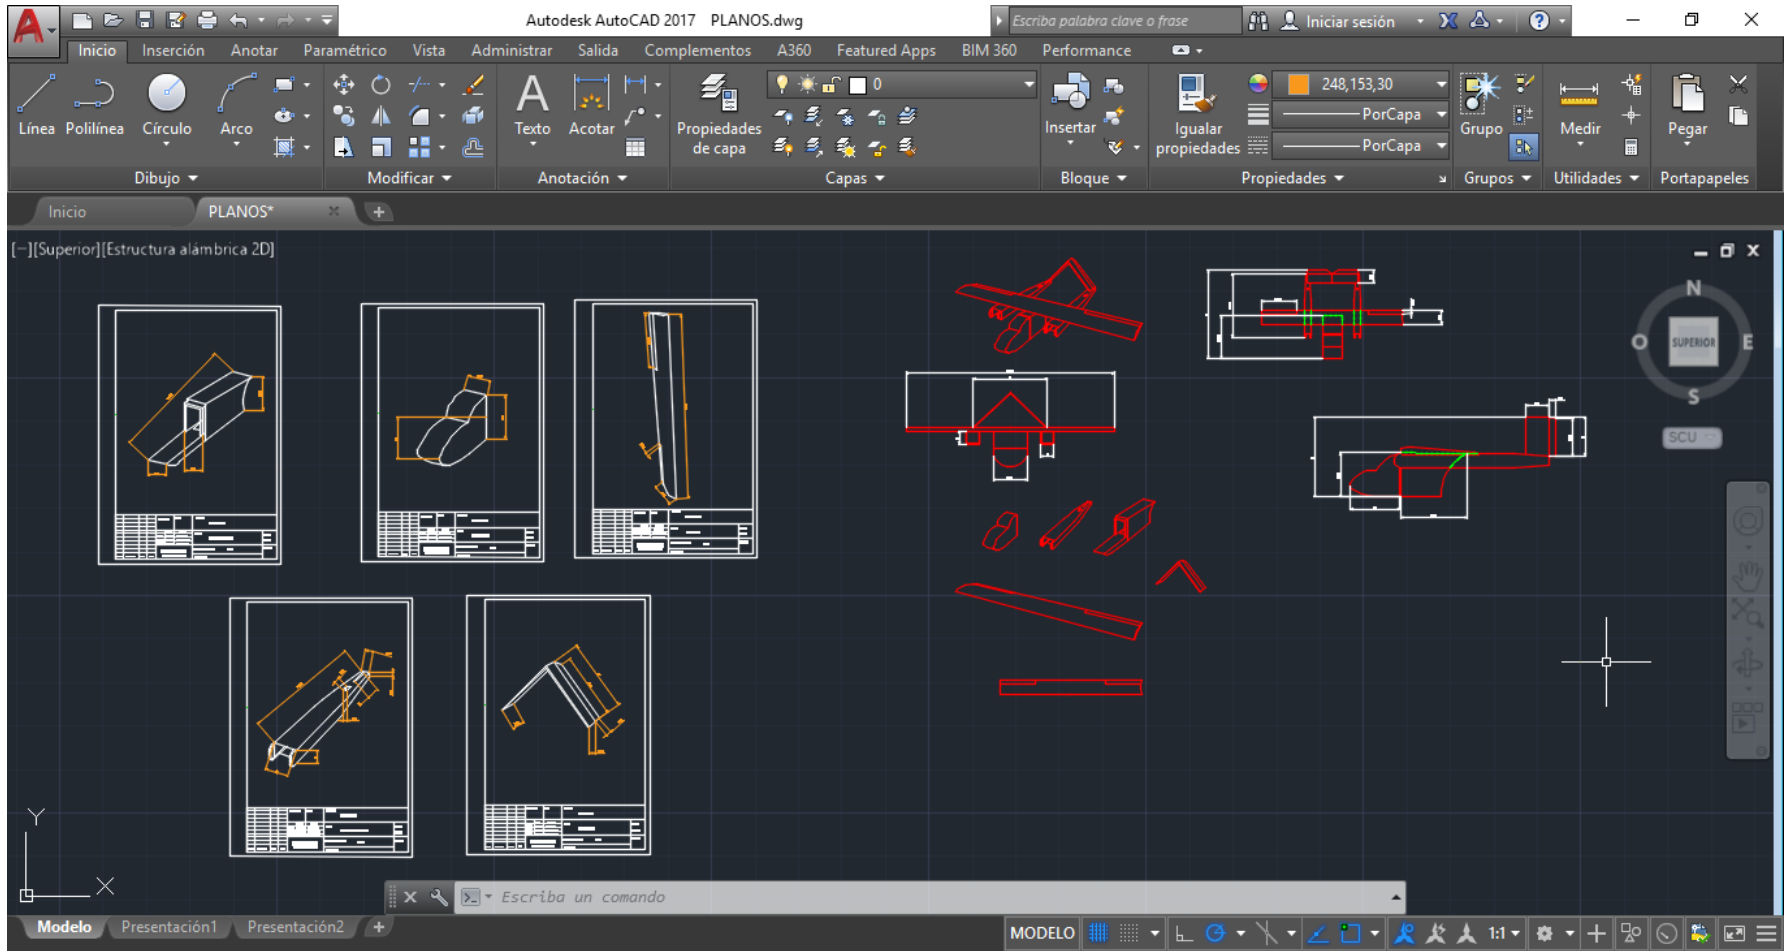 Autodesk AutoCAD 2017 PLANOS.dwg
Escriba palabra clave o frase
Iniciar sesión
Inicio Inserción Anotar Paramétrico Vista Administrar Salida Complementos A360 Featured Apps BIM 360 Performance
0
248,153,30
PorCapa
PorCapa
Línea Polilínea Círculo Arco
Texto Acotar
Propiedades de capa
Insertar
Igualar propiedades
Grupo
Medir
Pegar
Dibujo Modificar Anotación Capas Bloque Propiedades Grupos Utilidades Portapapeles
Inicio PLANOS*
[−][Superior][Estructura alámbrica 2D]
N
O SUPERIOR E
S
SCU
Y
X
Escriba un comando
Modelo Presentación1 Presentación2
MODELO 1:1